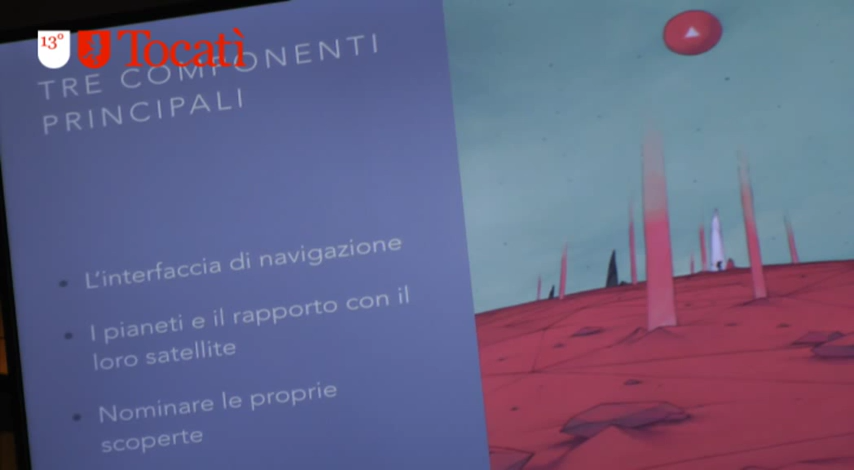 13°
Tocatì
TRE COMPONENTI
PRINCIPALI
L'interfaccia di navigazione
I pianeti e il rapporto con il
loro satellite
Nominare le proprie
scoperte